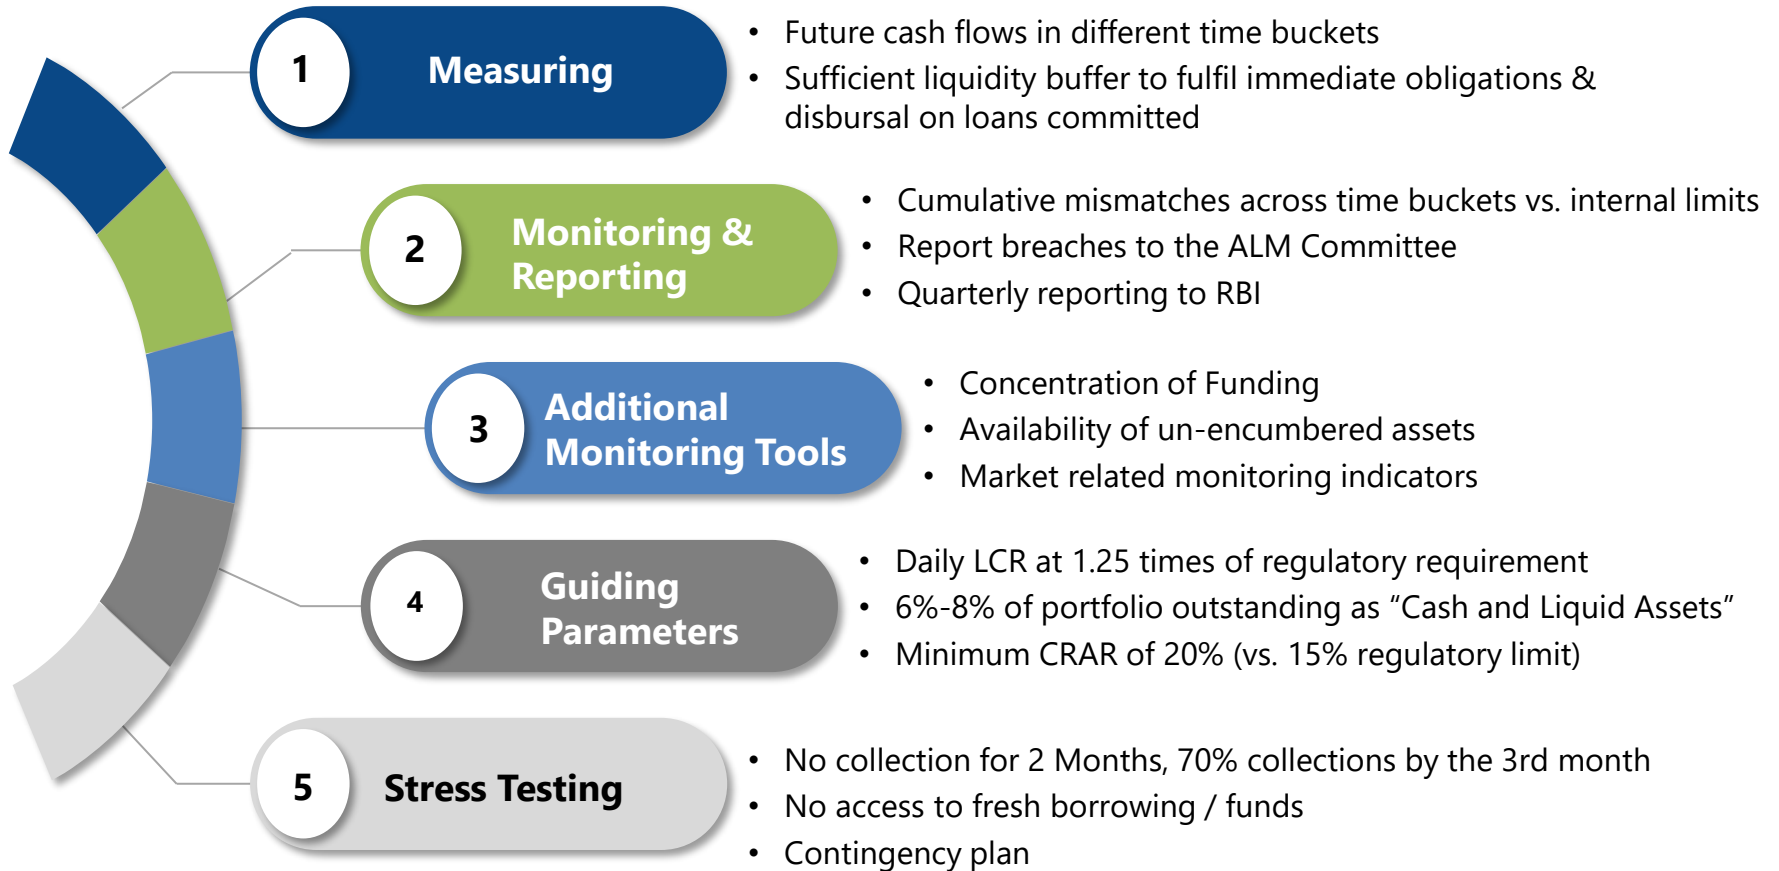 1
Measuring
• Future cash flows in different time buckets
• Sufficient liquidity buffer to fulfil immediate obligations &
disbursal on loans committed
2
Monitoring &
Reporting
• Cumulative mismatches across time buckets vs. internal limits
• Report breaches to the ALM Committee
• Quarterly reporting to RBI
3
Additional
Monitoring Tools
• Concentration of Funding
• Availability of un-encumbered assets
• Market related monitoring indicators
4
Guiding
Parameters
• Daily LCR at 1.25 times of regulatory requirement
• 6%-8% of portfolio outstanding as “Cash and Liquid Assets”
• Minimum CRAR of 20% (vs. 15% regulatory limit)
5
Stress Testing
• No collection for 2 Months, 70% collections by the 3rd month
• No access to fresh borrowing / funds
• Contingency plan